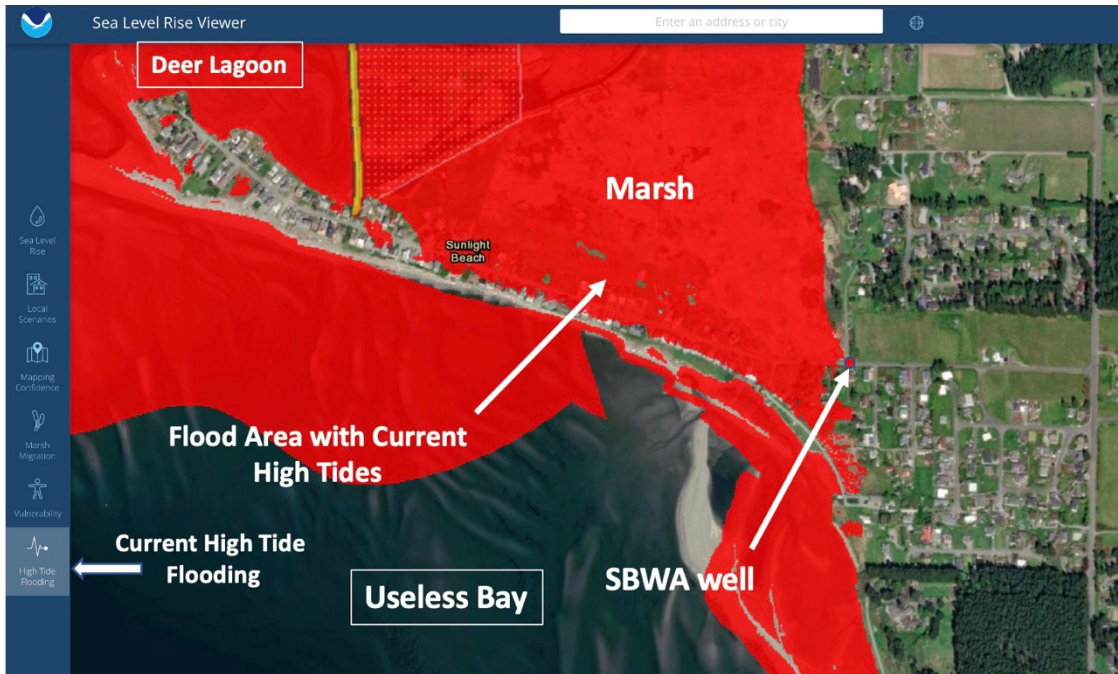 Sea Level Rise Viewer
Enter an address or city
Deer Lagoon
Marsh
Sunlight
Beach
Sea Level
Rise
Local
Scenarios
Mapping
Confidence
Marsh
Migration
Vulnerability
High Tide
Flooding
Flood Area with Current
High Tides
Current High Tide
Flooding
Useless Bay
SBWA well